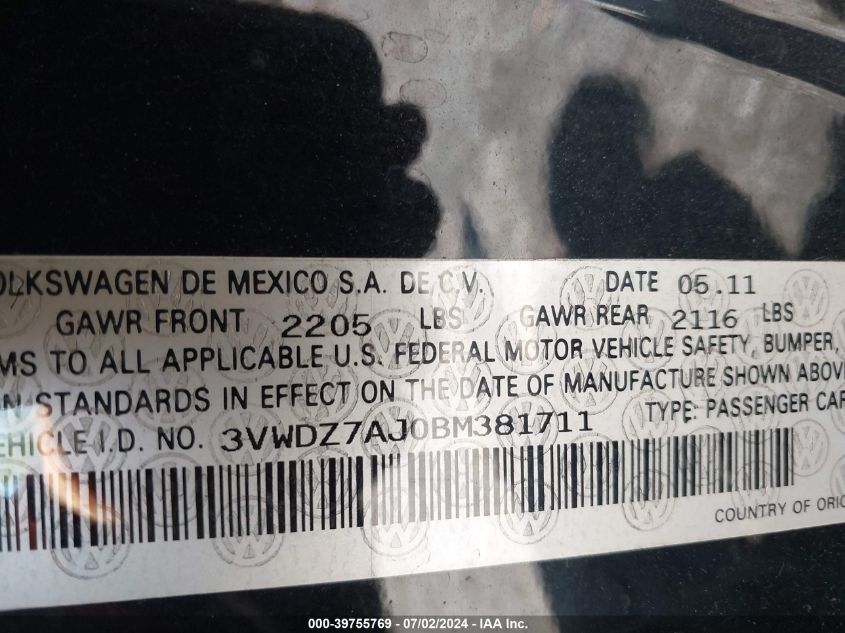 OLKSWAGEN DE MEXICO S.A. DE C.V. DATE 05.11
GAWR FRONT 2205 LBS GAWR REAR 2116 LBS
MS TO ALL APPLICABLE U.S. FEDERAL MOTOR VEHICLE SAFETY, BUMPER,
ON STANDARDS IN EFFECT ON THE DATE OF MANUFACTURE SHOWN ABOVE
VEHICLE I.D. NO. 3VWDZ7AJ0BM381711 TYPE: PASSENGER CAR
COUNTRY OF ORIG
000-39755769 - 07/02/2024 - IAA Inc.